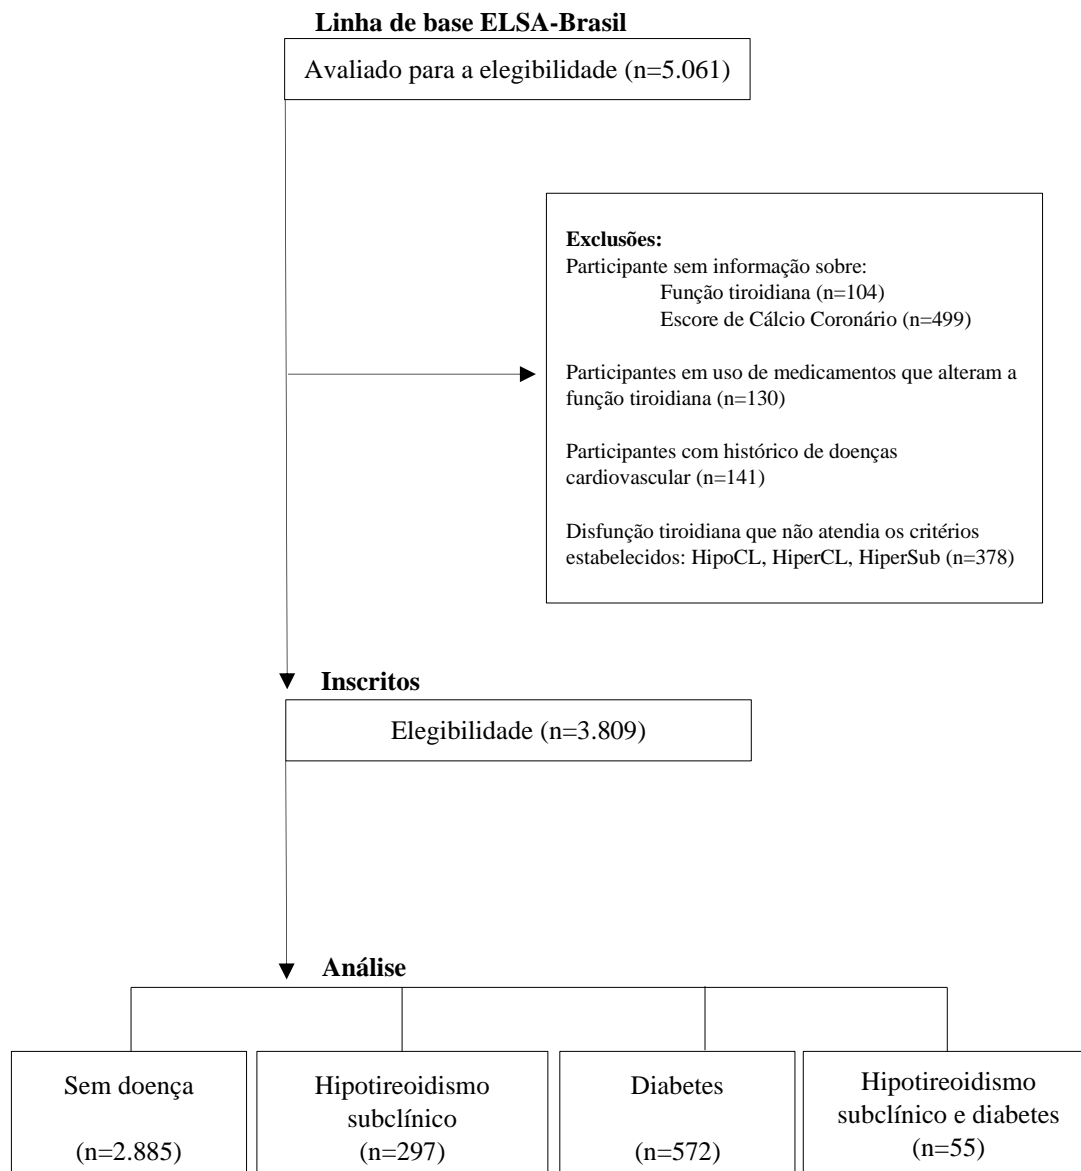 Linha de base ELSA-Brasil
Avaliado para a elegibilidade (n=5.061)
Exclusões:
Participante sem informação sobre:
Função tiroidiana (n=104)
Escore de Cálcio Coronário (n=499)
Participantes em uso de medicamentos que alteram a
função tiroidiana (n=130)
Participantes com histórico de doenças
cardiovascular (n=141)
Disfunção tiroidiana que não atendia os critérios
estabelecidos: HipoCL, HiperCL, HiperSub (n=378)
Inscritos
Elegibilidade (n=3.809)
Análise
Sem doença
(n=2.885)
Hipotireoidismo
subclínico
(n=297)
Diabetes
(n=572)
Hipotireoidismo
subclínico e diabetes
(n=55)